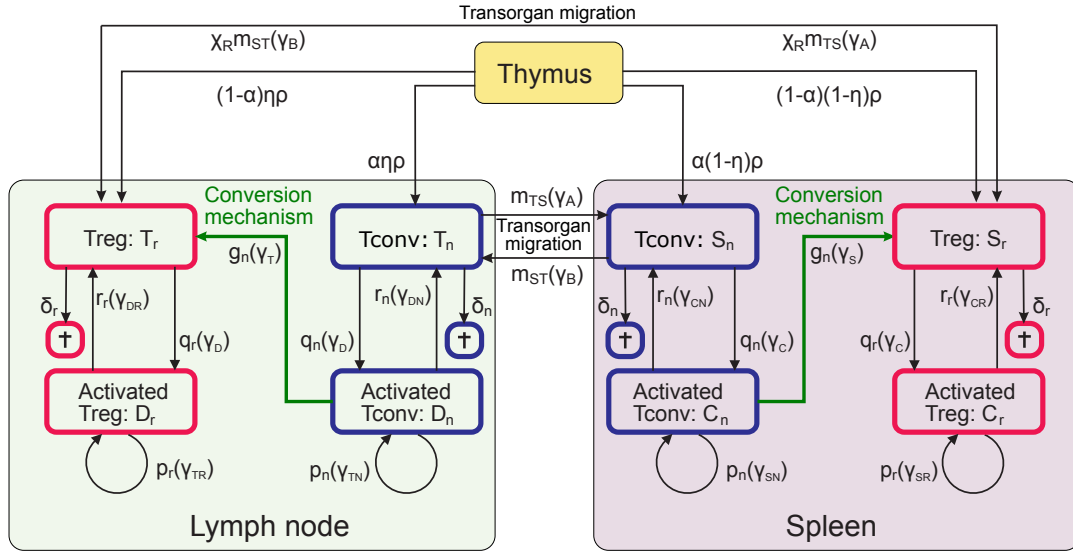 Transorgan migration
χRmST(γB)
χRmTS(γA)
Thymus
(1-α)ηρ
(1-α)(1-η)ρ
αηρ
α(1-η)ρ
Conversion
mechanism
mTS(γA)
Transorgan
migration
mST(γB)
Conversion
mechanism
Treg: Tr
gn(γT)
Tconv: Tn
Tconv: Sn
gn(γS)
Treg: Sr
δr
rr(γDR)
qr(γD)
rn(γDN)
qn(γD)
δn
δn
rn(γCN)
qn(γC)
rr(γCR)
qr(γC)
δr
†
†
†
†
Activated
Treg: Dr
Activated
Tconv: Dn
Activated
Tconv: Cn
Activated
Treg: Cr
pr(γTR)
pn(γTN)
pn(γSN)
pr(γSR)
Lymph node
Spleen